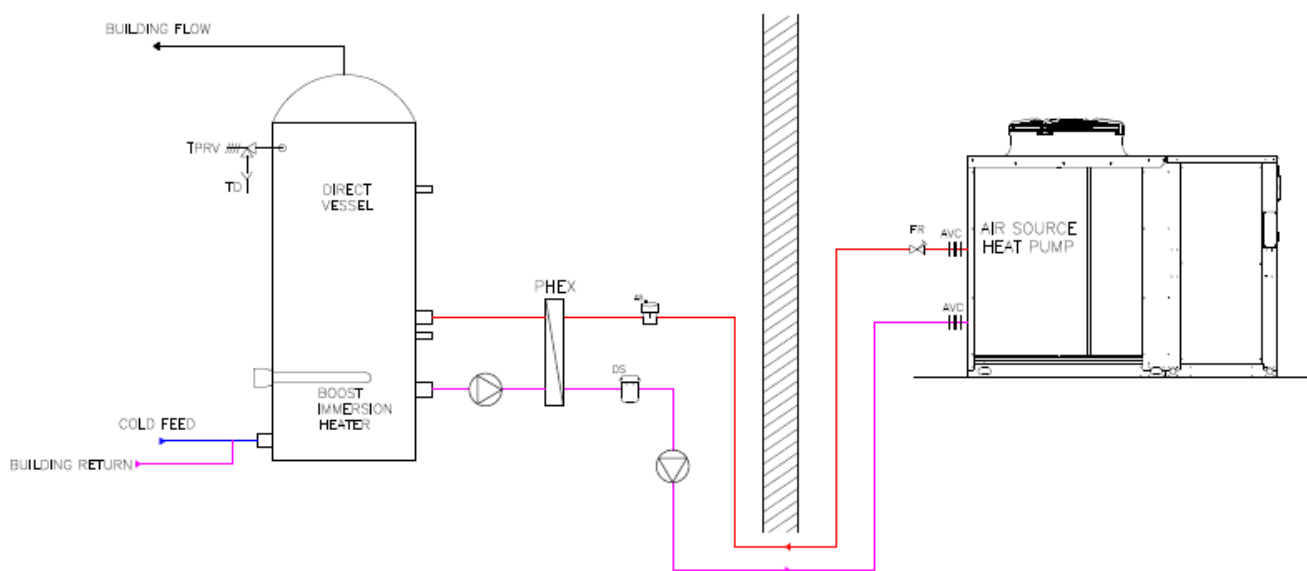 BUILDING FLOW
TPRV
TD
DIRECT
VESSEL
PHEX
AS
DS
FR
AVC
AIR SOURCE
HEAT PUMP
AVC
BOOST
IMMERSION
HEATER
COLD FEED
BUILDING RETURN